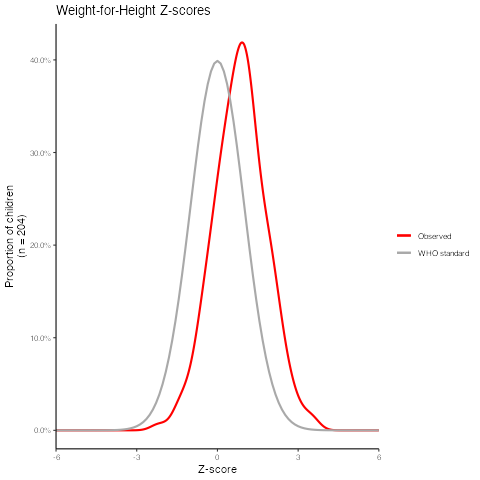 Weight-for-Height Z-scores
Proportion of children
(n = 204)
40.0%
30.0%
20.0%
10.0%
0.0%
-6
-3
0
3
6
Z-score
Observed
WHO standard